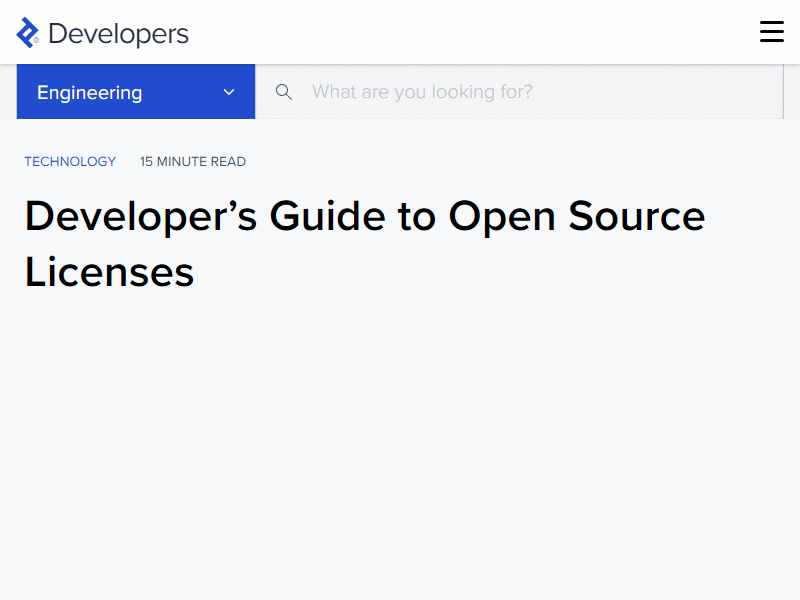 Developers
Engineering
What are you looking for?
TECHNOLOGY 15 MINUTE READ
Developer’s Guide to Open Source
Licenses